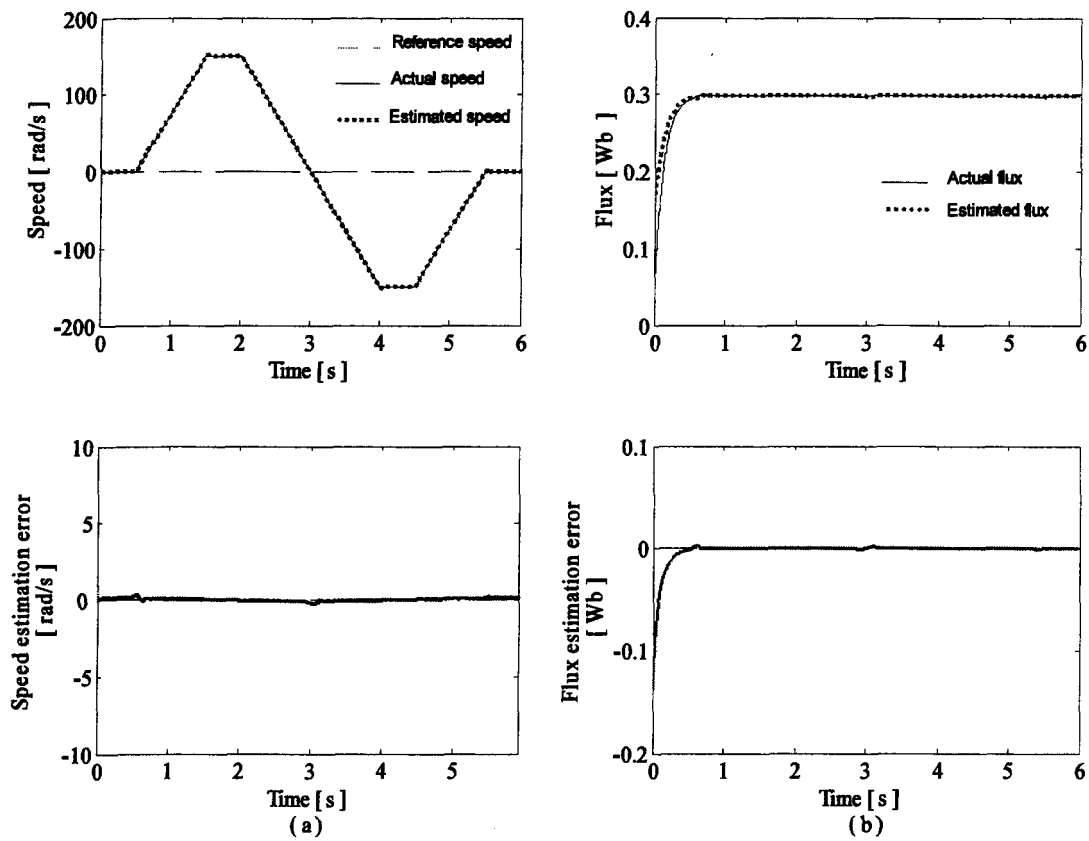 200
100
0
-100
-200
Speed [ rad/s ]
Reference speed
Actual speed
Estimated speed
0 1 2 3 4 5 6
Time [ s ]
0.4
0.3
0.2
0.1
0
Flux [ Wb ]
Actual flux
Estimated flux
0 1 2 3 4 5 6
Time [ s ]
10
5
0
-5
-10
Speed estimation error
[ rad/s ]
0 1 2 3 4 5
Time [ s ]
( a )
0.1
0
-0.1
-0.2
Flux estimation error
[ Wb ]
0 1 2 3 4 5 6
Time [ s ]
( b )